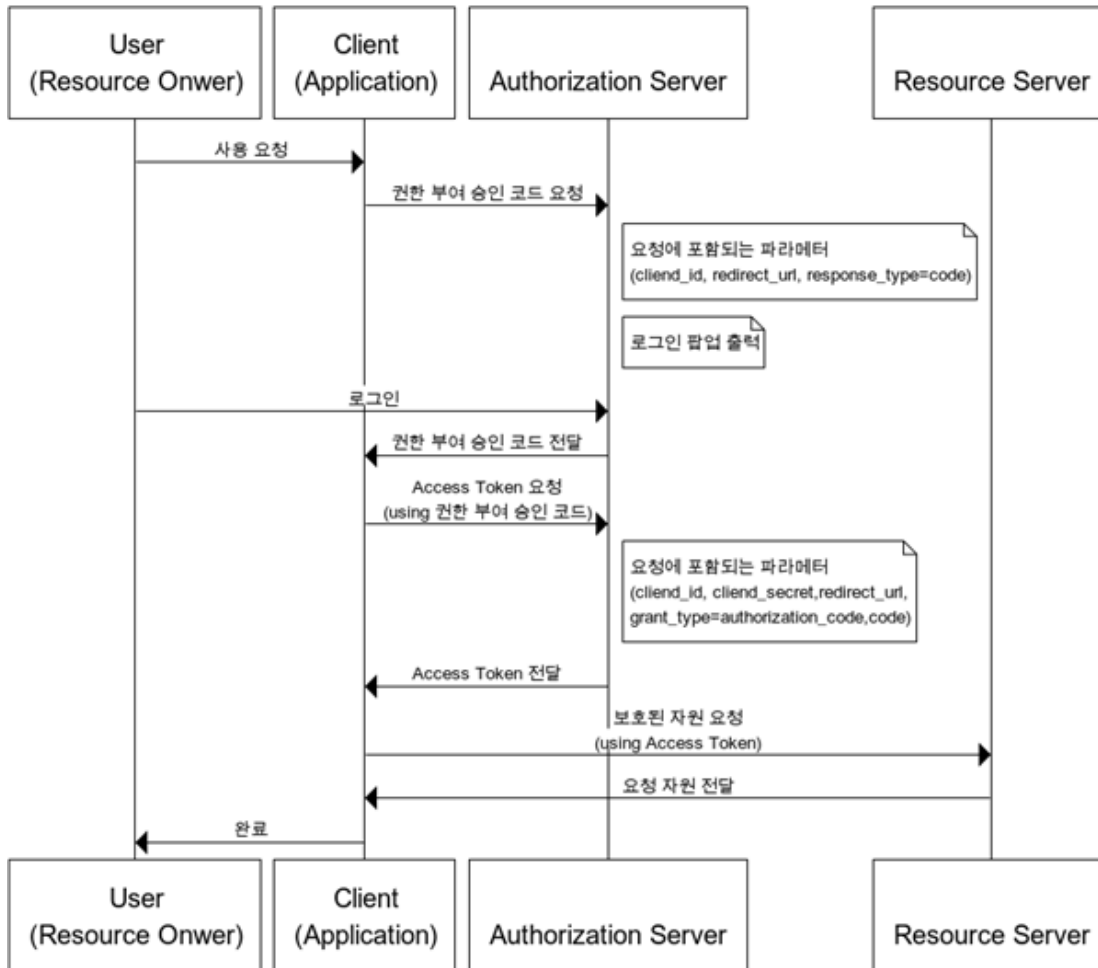 User
(Resource Onwer)
Client
(Application)
Authorization Server
Resource Server
사용 요청
권한 부여 승인 코드 요청
요청에 포함되는 파라메터
(cliend_id, redirect_url, response_type=code)
로그인 팝업 출력
로그인
권한 부여 승인 코드 전달
Access Token 요청
(using 권한 부여 승인 코드)
요청에 포함되는 파라메터
(cliend_id, cliend_secret,redirect_url,
grant_type=authorization_code,code)
Access Token 전달
보호된 자원 요청
(using Access Token)
요청 자원 전달
완료
User
(Resource Onwer)
Client
(Application)
Authorization Server
Resource Server